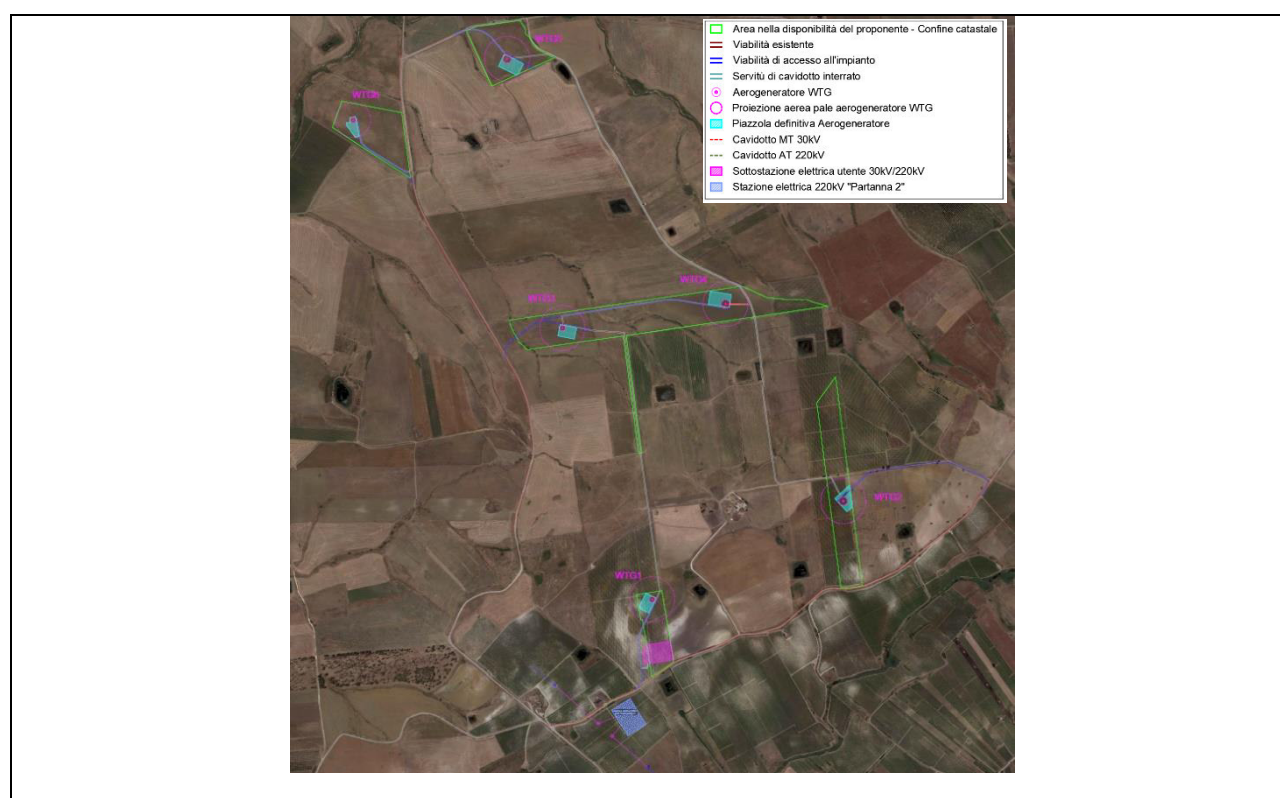 Area nella disponibilità del proponente - Confine catastale
Viabilità esistente
Viabilità di accesso all'impianto
Servitù di cavidotto interrato
Aerogeneratore WTG
Proiezione aerea pale aerogeneratore WTG
Piazzola definitiva Aerogeneratore
Cavidotto MT 30kV
Cavidotto AT 220kV
Sottostazione elettrica utente 30kV/220kV
Stazione elettrica 220kV "Partanna 2"
WTG1